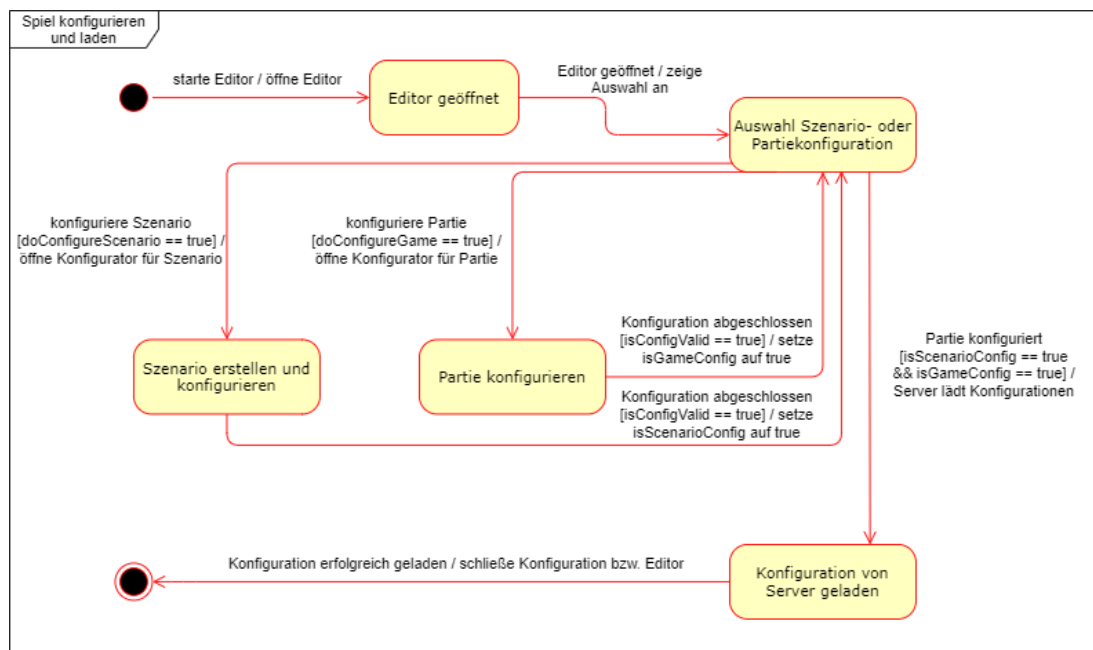 Spiel konfigurieren
und laden
starte Editor / öffne Editor
Editor geöffnet
Editor geöffnet / zeige
Auswahl an
Auswahl Szenario- oder
Partiekonfiguration
konfiguriere Szenario
[doConfigureScenario == true] /
öffne Konfigurator für Szenario
konfiguriere Partie
[doConfigureGame == true] /
öffne Konfigurator für Partie
Szenario erstellen und
konfigurieren
Partie konfigurieren
Konfiguration abgeschlossen
[isConfigValid == true] / setze
isGameConfig auf true
Konfiguration abgeschlossen
[isConfigValid == true] / setze
isScenarioConfig auf true
Partie konfiguriert
[isScenarioConfig == true
&& isGameConfig == true] /
Server lädt Konfigurationen
Konfiguration erfolgreich geladen / schließe Konfiguration bzw. Editor
Konfiguration von
Server geladen